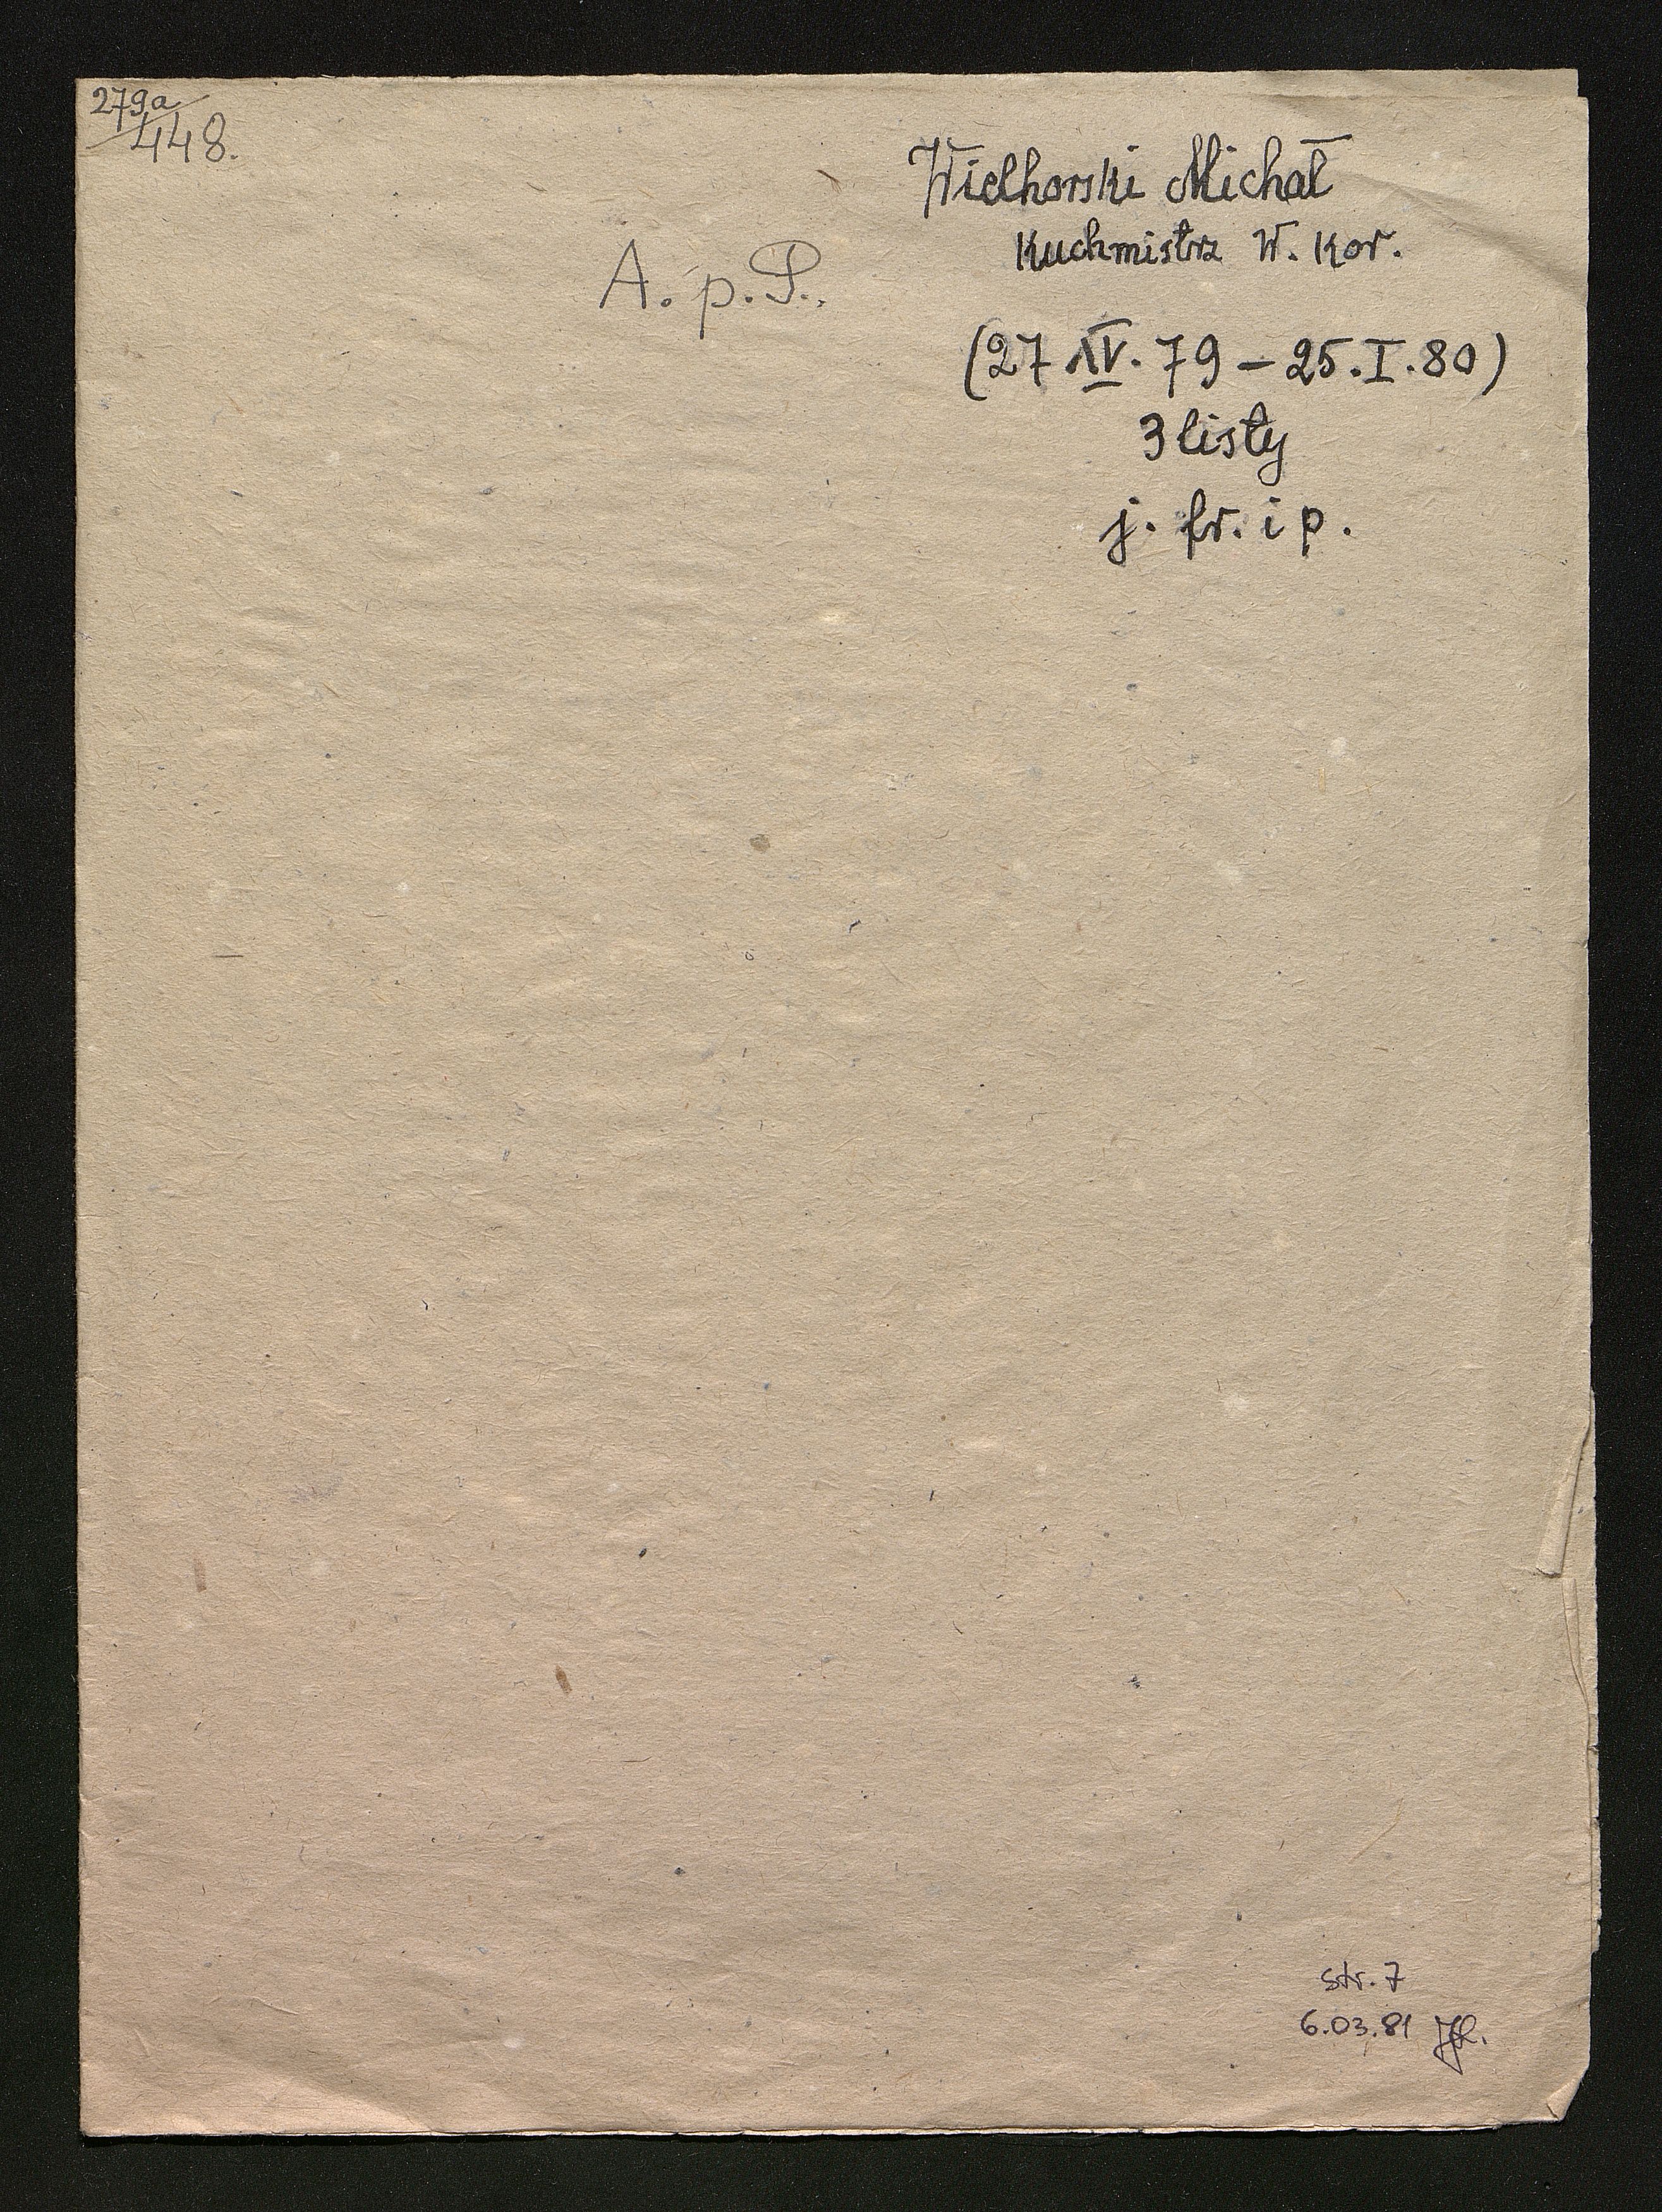 279a
448.
Wielhorski Michał
Kuchmistrz W. Kor.
A. p. P.
(27 IV. 79 – 25. I. 80)
3 listy
j. fr. i p.
str. 7
6.03.81